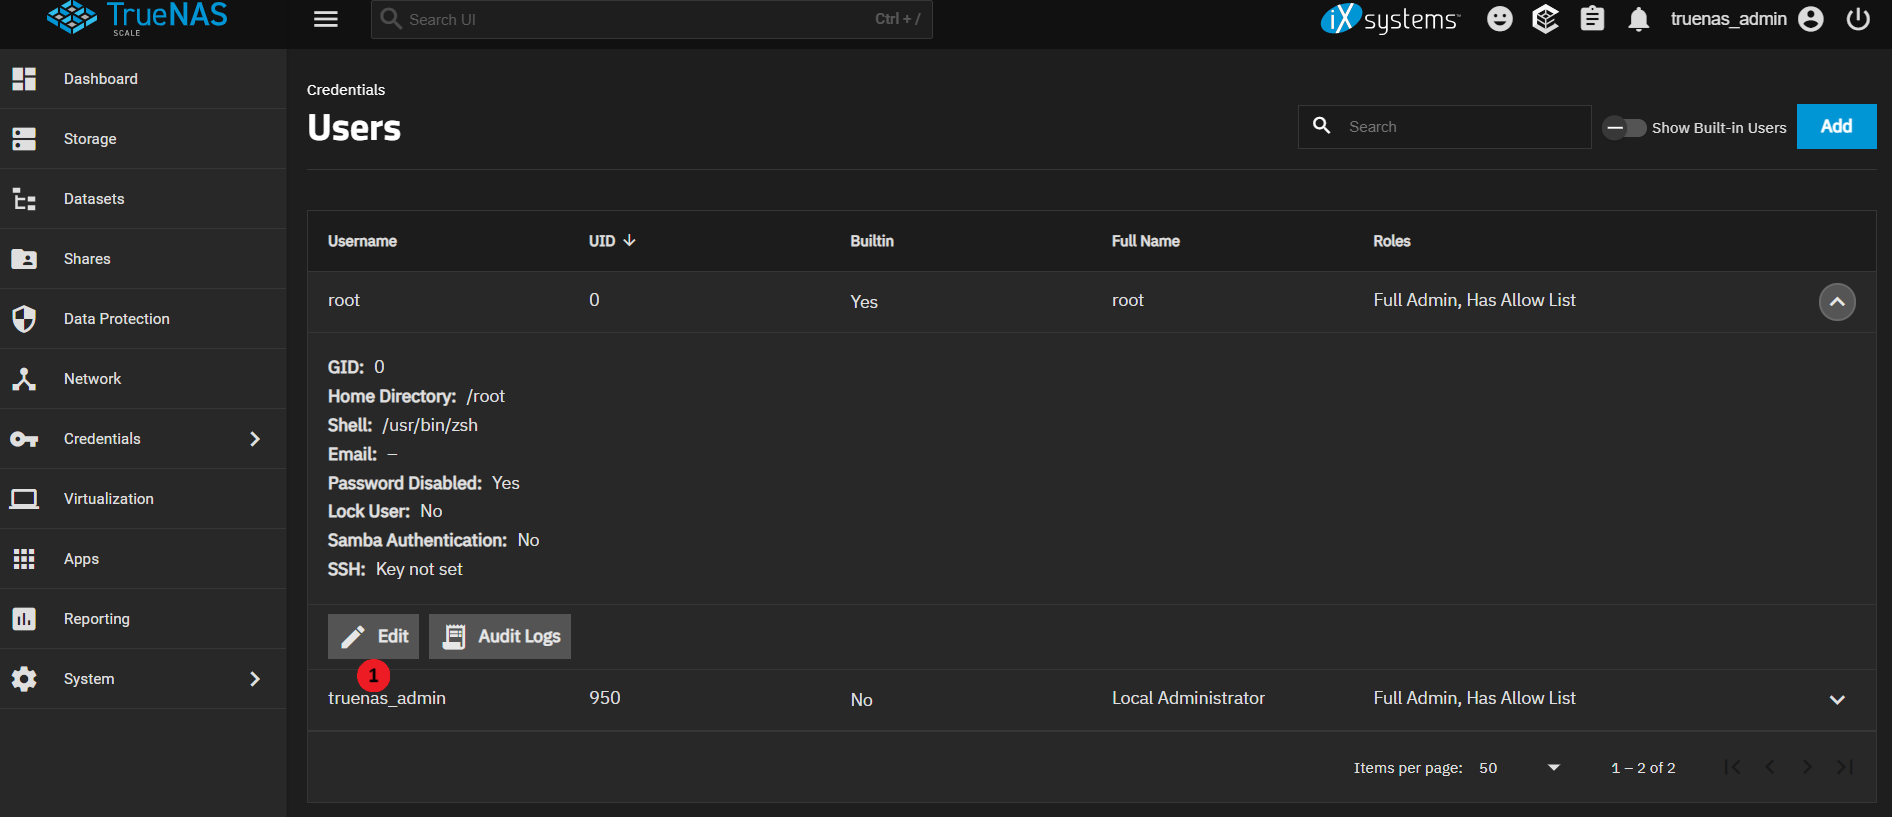 TrueNAS
SCALE
Search UI
Ctrl + /
iXsystems™
truenas_admin
Dashboard
Storage
Datasets
Shares
Data Protection
Network
Credentials
Virtualization
Apps
Reporting
System
Credentials
Users
Search
Show Built-in Users
Add
Username UID Builtin Full Name Roles
root 0 Yes root Full Admin, Has Allow List
GID: 0
Home Directory: /root
Shell: /usr/bin/zsh
Email: –
Password Disabled: Yes
Lock User: No
Samba Authentication: No
SSH: Key not set
Edit Audit Logs
1
truenas_admin 950 No Local Administrator Full Admin, Has Allow List
Items per page: 50 1 – 2 of 2